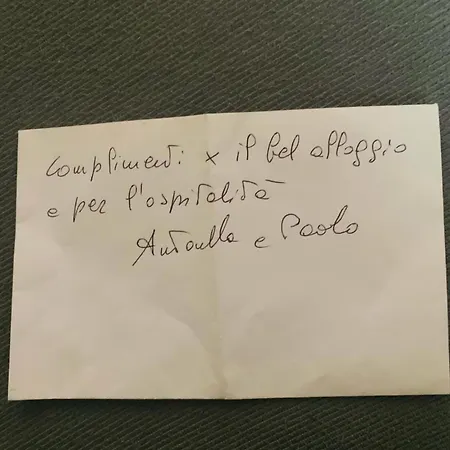 Complimenti x il bel alloggio
e per l'ospitalità
Antonella e Paolo